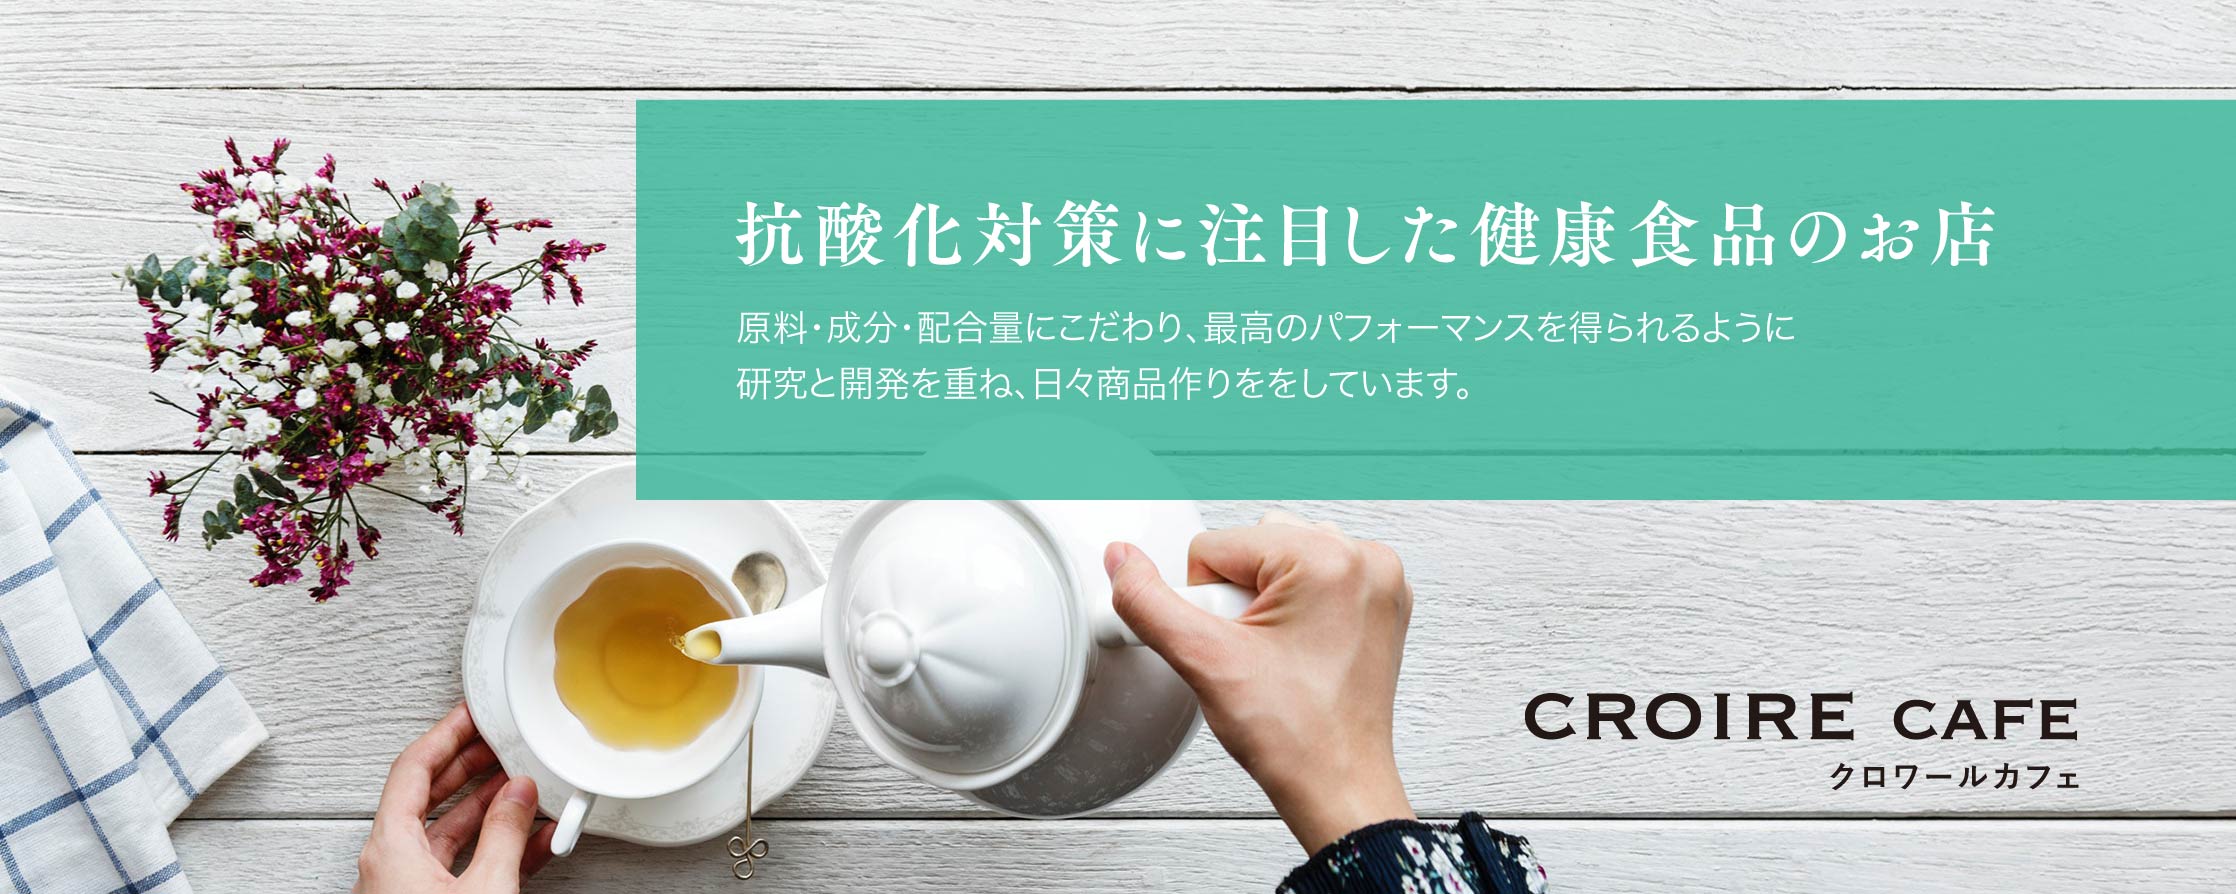 抗酸化対策に注目した健康食品のお店
原料・成分・配合量にこだわり、最高のパフォーマンスを得られるように
研究と開発を重ね、日々商品作りををしています。
CROIRE CAFE
クロワールカフェ